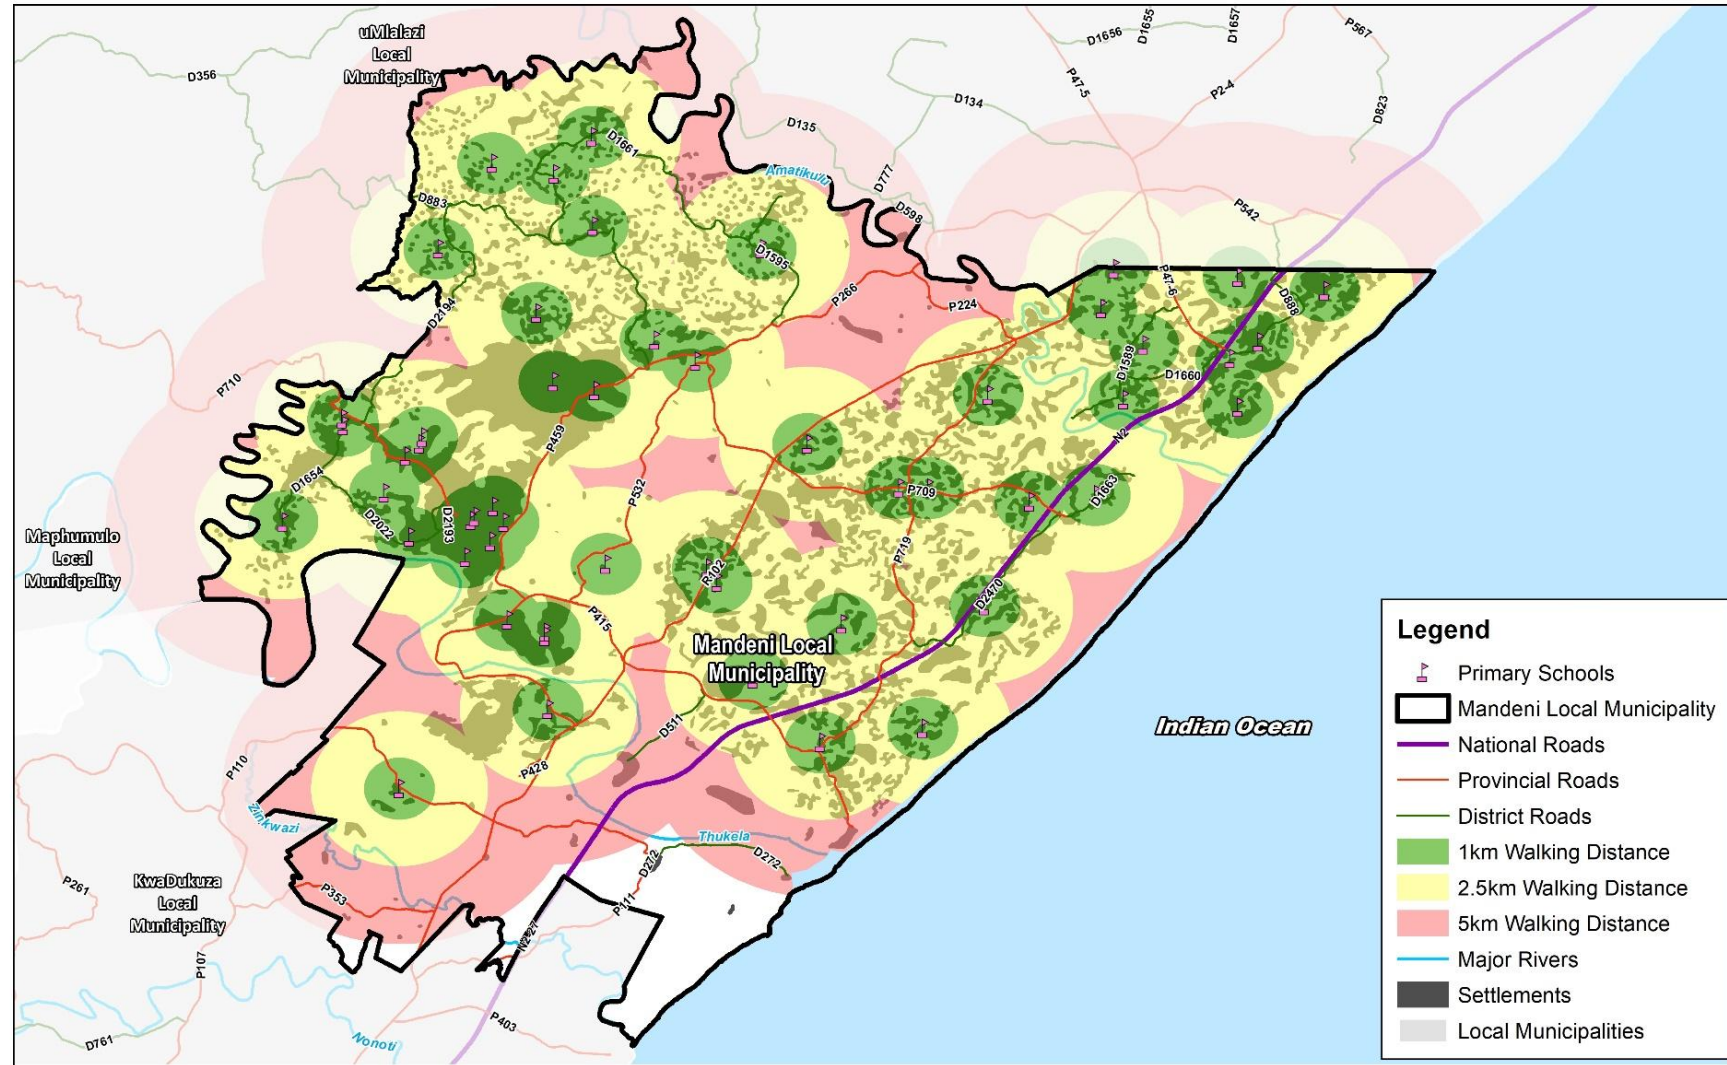 uMlalazi
Local
Municipality
D356
D1656
D1655
D1657
P567
P47-5
P2-4
D823
D134
D135
D777
Amatikulu
D598
P542
D1661
D883
D1595
P266
P224
P47-6
D888
D2194
P710
D1589
D1660
N2
P459
P532
P709
D1663
D1654
D2022
D2193
Maphumulo
Local
Municipality
R102
P719
D2470
P415
Mandeni Local
Municipality
D511
P428
P110
Zinkwazi
Thukela
D272
D272
P111
N2-27
P353
P261
KwaDukuza
Local
Municipality
P107
P403
D761
Nonoti
Indian Ocean
Legend
Primary Schools
Mandeni Local Municipality
National Roads
Provincial Roads
District Roads
1km Walking Distance
2.5km Walking Distance
5km Walking Distance
Major Rivers
Settlements
Local Municipalities